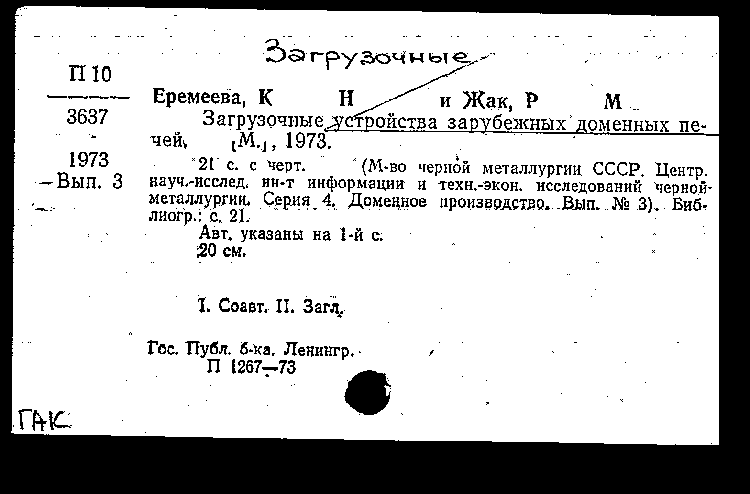 Загрузочные
П 10
3637
1973
Вып. 3
Еремеева, К Н и Жак, Р М
Загрузочные устройства зарубежных доменных пе-
чей, [М.], 1973.
21 с. с черт. (М-во черной металлургии СССР. Центр.
науч.-исслед. ин-т информации и техн.-экон. исследований черной
металлургии. Серия 4. Доменное производство. Вып. № 3). Биб-
лиогр.: с. 21.
Авт. указаны на 1-й с.
20 см.
I. Соавт. II. Загл.
Гос. Публ. б-ка. Ленингр.
П 1267—73
ГАК